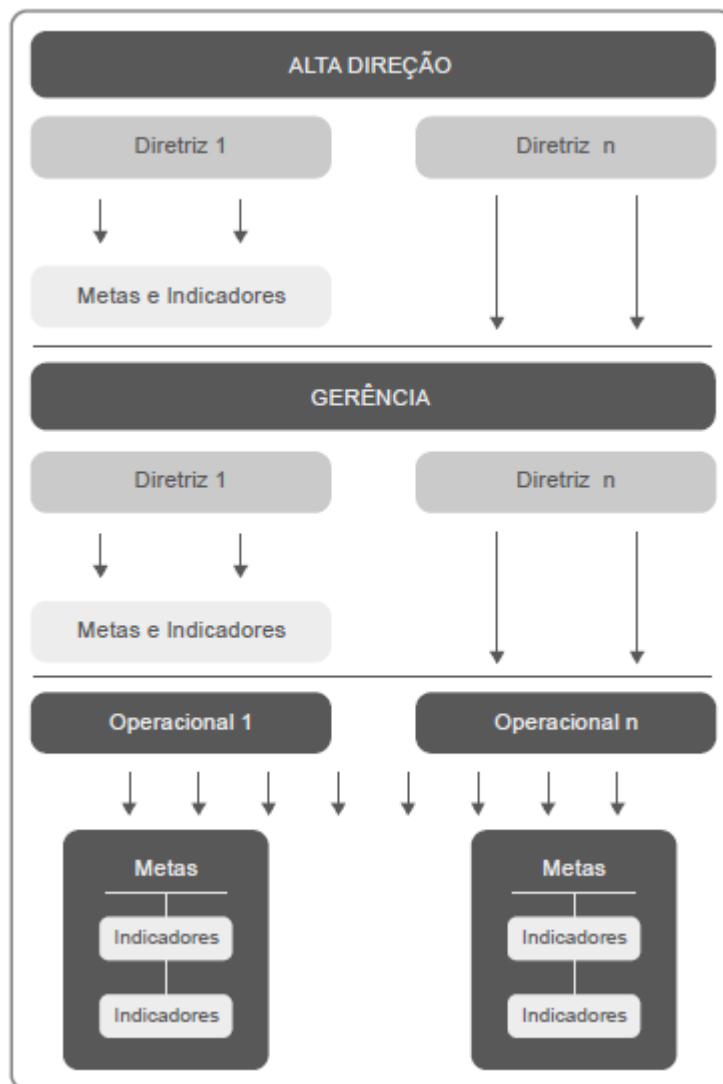 ALTA DIREÇÃO
Diretriz 1
Diretriz n
Metas e Indicadores
GERÊNCIA
Diretriz 1
Diretriz n
Metas e Indicadores
Operacional 1
Operacional n
Metas
Indicadores
Indicadores
Metas
Indicadores
Indicadores